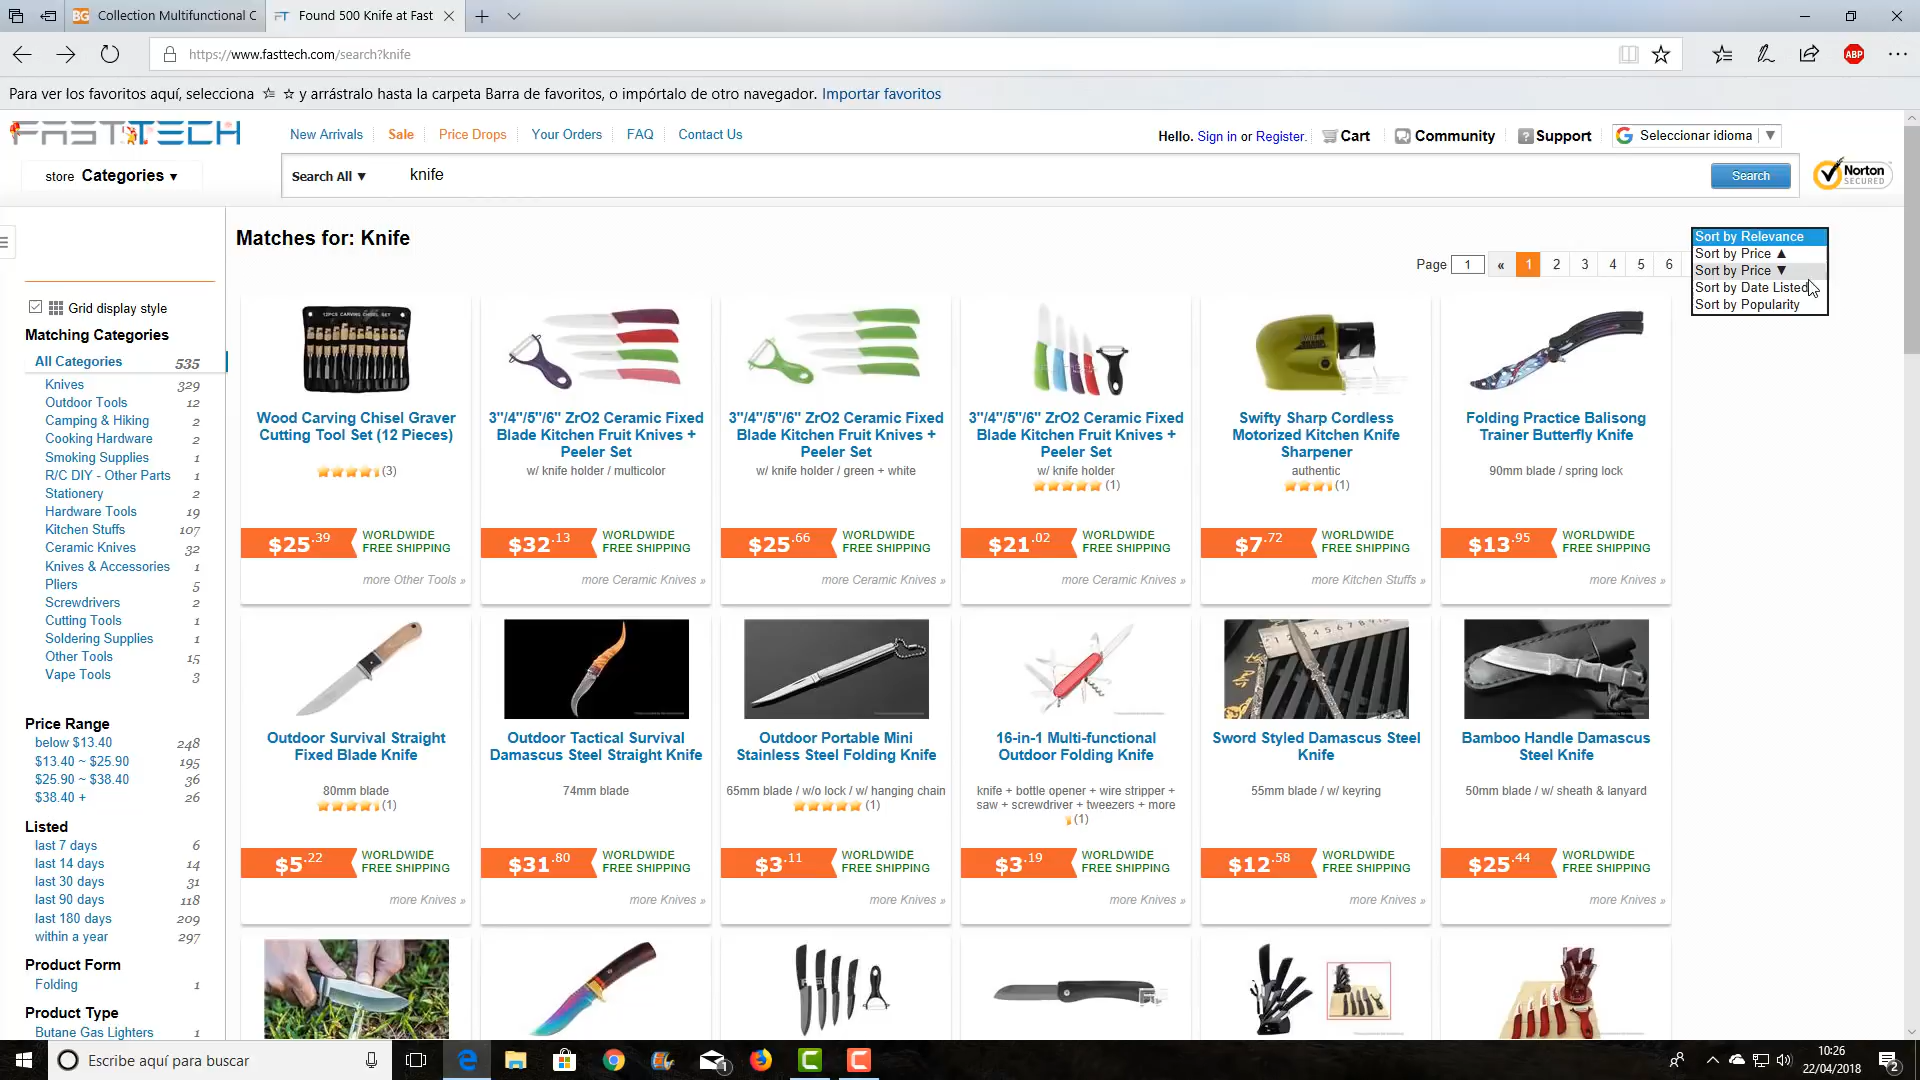 Collection Multifunctional C
Found 500 Knife at Fast
https://www.fasttech.com/search?knife
ABP
Para ver los favoritos aquí, selecciona y arrástralo hasta la carpeta Barra de favoritos, o impórtalo de otro navegador. Importar favoritos
FASTTECH
New Arrivals Sale Price Drops Your Orders FAQ Contact Us
Hello. Sign in or Register. Cart Community Support Seleccionar idioma ▼
store Categories ▾
Search All ▼ knife Search
Norton SECURED
Matches for: Knife
Page 1 « 1 2 3 4 5 6
Sort by Relevance
Sort by Price ▲
Sort by Price ▼
Sort by Date Listed
Sort by Popularity
Grid display style
Matching Categories
All Categories 535
Knives 329
Outdoor Tools 12
Camping & Hiking 2
Cooking Hardware 2
Smoking Supplies 1
R/C DIY - Other Parts 1
Stationery 2
Hardware Tools 19
Kitchen Stuffs 107
Ceramic Knives 32
Knives & Accessories 1
Pliers 5
Screwdrivers 2
Cutting Tools 1
Soldering Supplies 1
Other Tools 15
Vape Tools 3
Price Range
below $13.40 248
$13.40 ~ $25.90 195
$25.90 ~ $38.40 36
$38.40 + 26
Listed
last 7 days 6
last 14 days 14
last 30 days 31
last 90 days 118
last 180 days 209
within a year 297
Product Form
Folding 1
Product Type
Butane Gas Lighters 1
12PCS CARVING CHISEL SET
Wood Carving Chisel Graver
Cutting Tool Set (12 Pieces)
(3)
$25.39 WORLDWIDE
FREE SHIPPING
more Other Tools »
3"/4"/5"/6" ZrO2 Ceramic Fixed
Blade Kitchen Fruit Knives +
Peeler Set
w/ knife holder / multicolor
$32.13 WORLDWIDE
FREE SHIPPING
more Ceramic Knives »
3"/4"/5"/6" ZrO2 Ceramic Fixed
Blade Kitchen Fruit Knives +
Peeler Set
w/ knife holder / green + white
$25.66 WORLDWIDE
FREE SHIPPING
more Ceramic Knives »
3"/4"/5"/6" ZrO2 Ceramic Fixed
Blade Kitchen Fruit Knives +
Peeler Set
w/ knife holder
(1)
$21.02 WORLDWIDE
FREE SHIPPING
more Ceramic Knives »
Swifty Sharp Cordless
Motorized Kitchen Knife
Sharpener
authentic
(1)
$7.72 WORLDWIDE
FREE SHIPPING
more Kitchen Stuffs »
Folding Practice Balisong
Trainer Butterfly Knife
90mm blade / spring lock
$13.95 WORLDWIDE
FREE SHIPPING
more Knives »
Outdoor Survival Straight
Fixed Blade Knife
80mm blade
(1)
$5.22 WORLDWIDE
FREE SHIPPING
more Knives »
Outdoor Tactical Survival
Damascus Steel Straight Knife
74mm blade
$31.80 WORLDWIDE
FREE SHIPPING
more Knives »
Outdoor Portable Mini
Stainless Steel Folding Knife
65mm blade / w/o lock / w/ hanging chain
(1)
$3.11 WORLDWIDE
FREE SHIPPING
more Knives »
16-in-1 Multi-functional
Outdoor Folding Knife
knife + bottle opener + wire stripper +
saw + screwdriver + tweezers + more
(1)
$3.19 WORLDWIDE
FREE SHIPPING
more Knives »
Sword Styled Damascus Steel
Knife
55mm blade / w/ keyring
$12.58 WORLDWIDE
FREE SHIPPING
more Knives »
Bamboo Handle Damascus
Steel Knife
50mm blade / w/ sheath & lanyard
$25.44 WORLDWIDE
FREE SHIPPING
more Knives »
Escribe aquí para buscar
1
10:26
22/04/2018
2